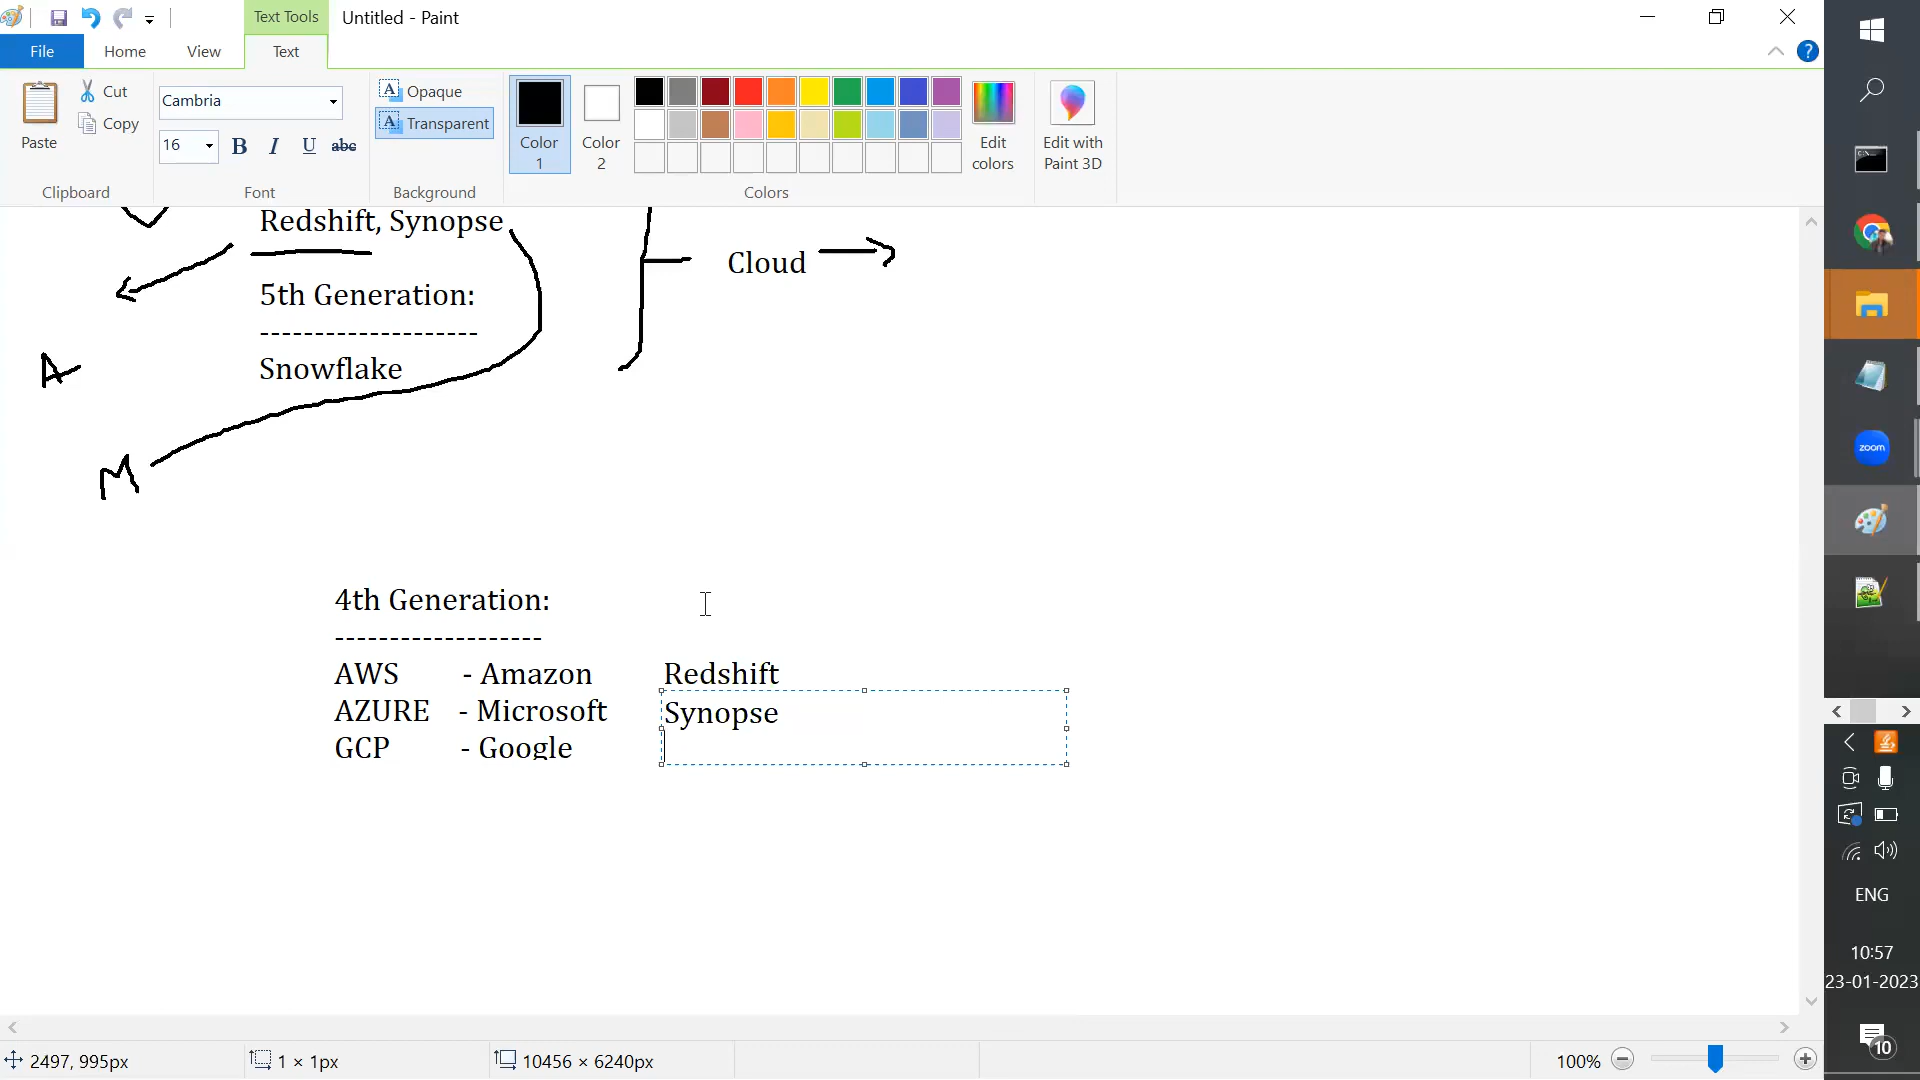 Text Tools
Untitled - Paint
File
Home
View
Text
?
Paste
Cut
Copy
Clipboard
Cambria
16
B
I
U
abc
Font
A Opaque
A Transparent
Background
Color 1
Color 2
Colors
Edit colors
Edit with Paint 3D
Redshift, Synopse
Cloud
5th Generation:
--------------------
Snowflake
A
M
4th Generation:
-------------------
AWS - Amazon Redshift
AZURE - Microsoft Synopse
GCP - Google
zoom
ENG
10:57
23-01-2023
10
2497, 995px
1 × 1px
10456 × 6240px
100%